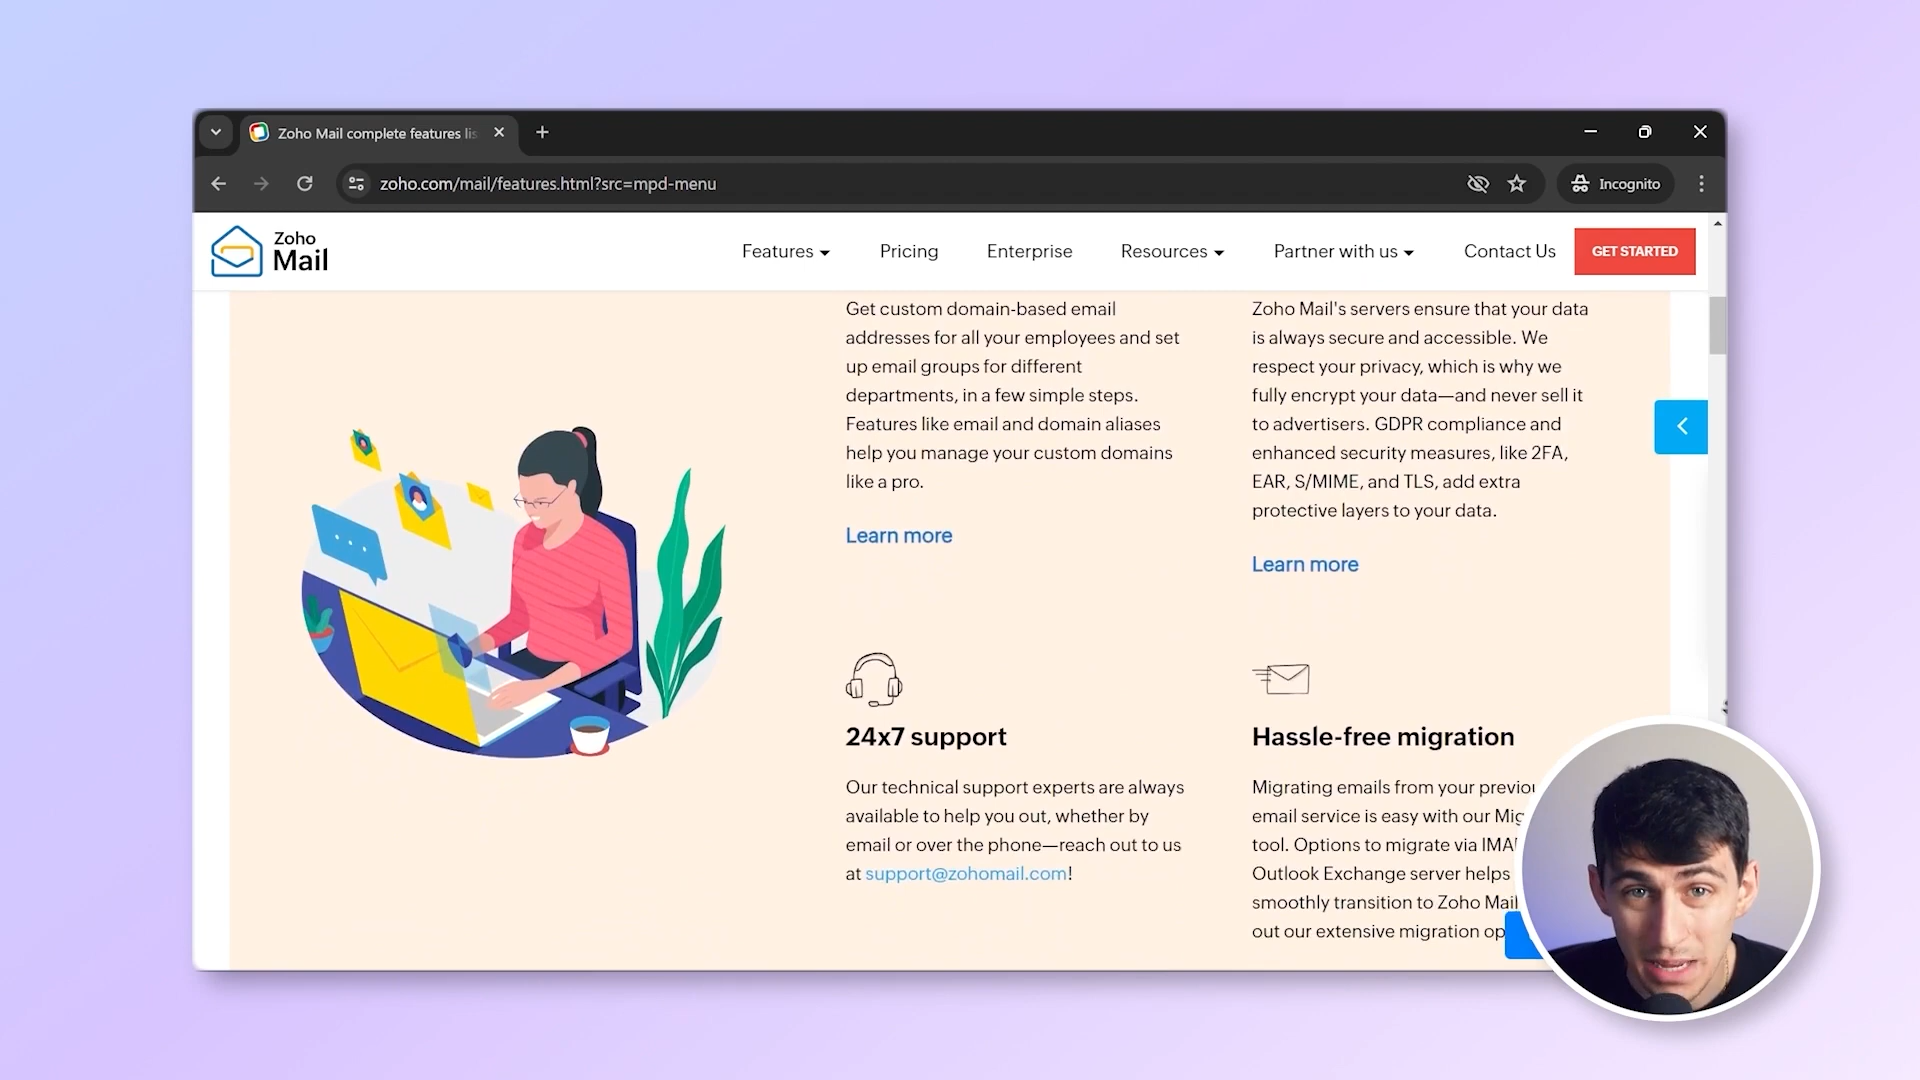 Zoho Mail complete features lis
zoho.com/mail/features.html?src=mpd-menu
Incognito
Zoho
Mail
Features
Pricing
Enterprise
Resources
Partner with us
Contact Us
GET STARTED
Get custom domain-based email
addresses for all your employees and set
up email groups for different
departments, in a few simple steps.
Features like email and domain aliases
help you manage your custom domains
like a pro.
Learn more
Zoho Mail's servers ensure that your data
is always secure and accessible. We
respect your privacy, which is why we
fully encrypt your data—and never sell it
to advertisers. GDPR compliance and
enhanced security measures, like 2FA,
EAR, S/MIME, and TLS, add extra
protective layers to your data.
Learn more
24x7 support
Our technical support experts are always
available to help you out, whether by
email or over the phone—reach out to us
at support@zohomail.com!
Hassle-free migration
Migrating emails from your previou
email service is easy with our Mig
tool. Options to migrate via IMA
Outlook Exchange server helps
smoothly transition to Zoho Mail
out our extensive migration op